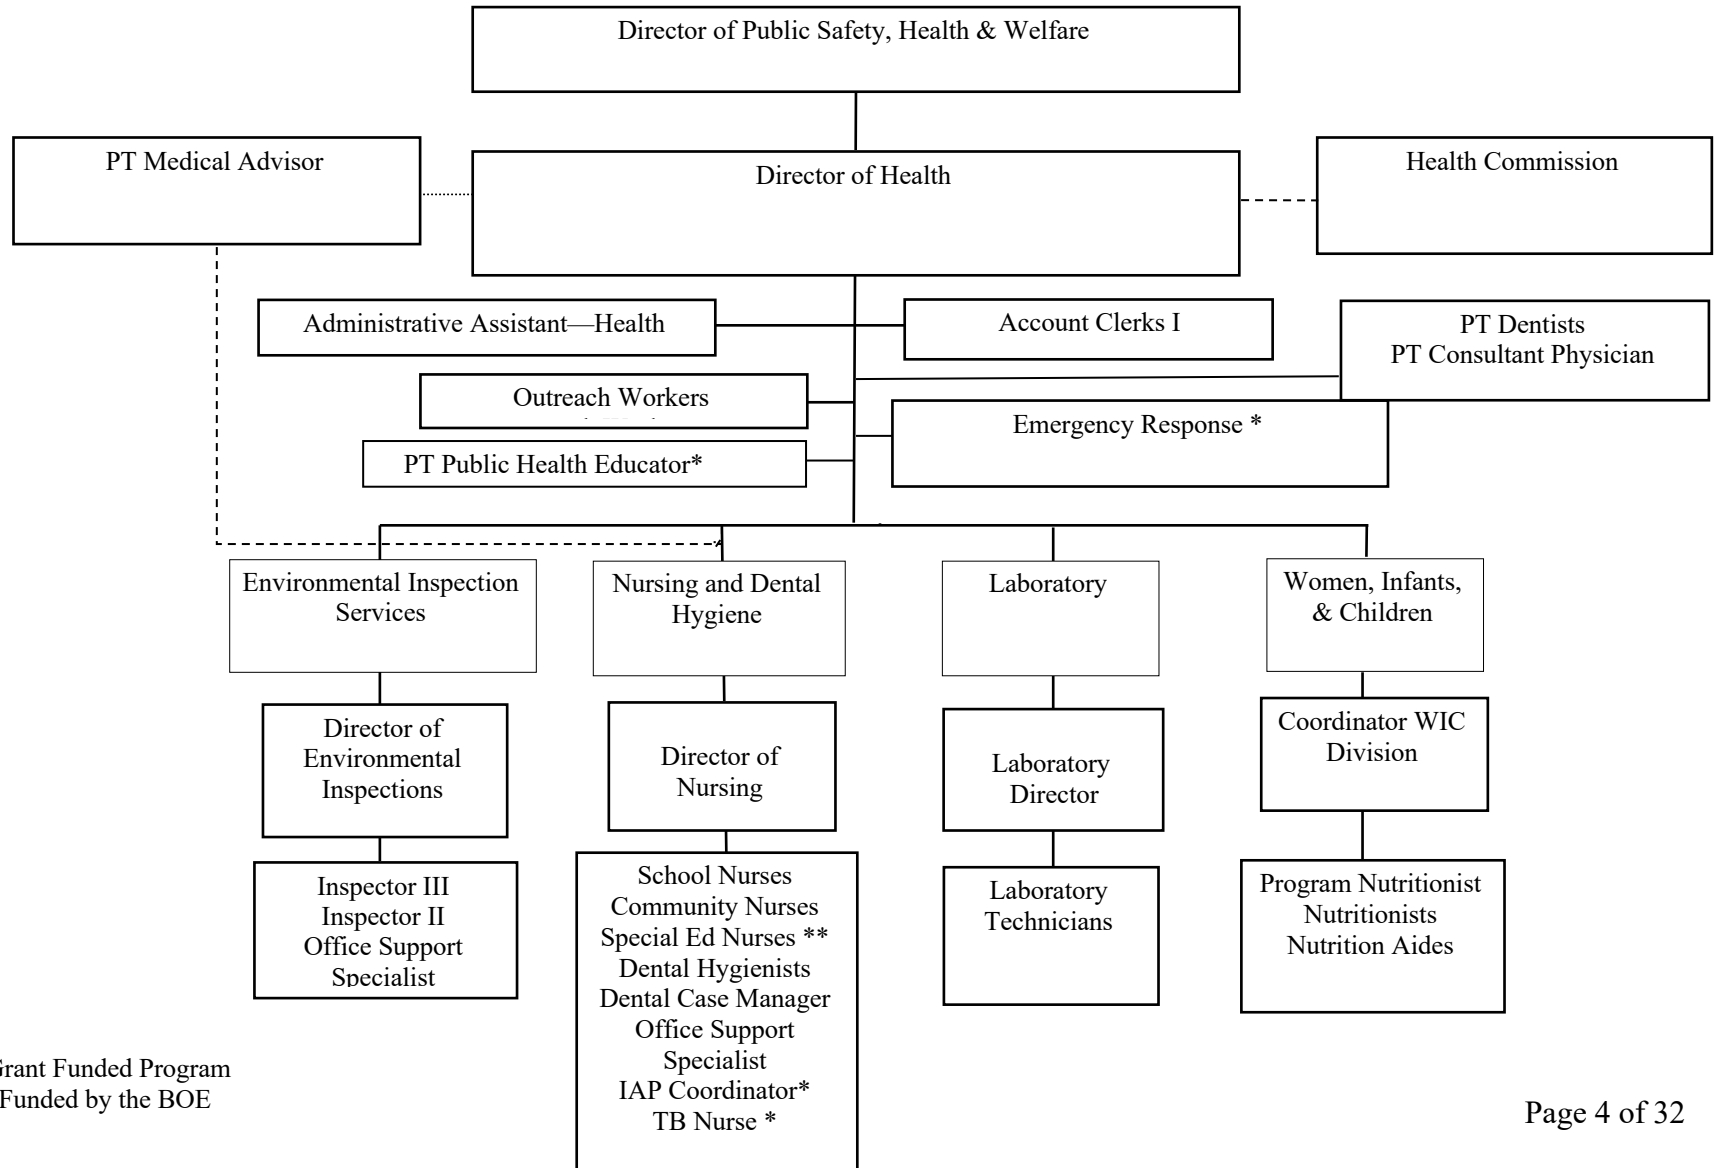 Director of Public Safety, Health & Welfare
PT Medical Advisor
Director of Health
Health Commission
Administrative Assistant—Health
Account Clerks I
PT Dentists
PT Consultant Physician
Outreach Workers
Emergency Response *
PT Public Health Educator*
Environmental Inspection
Services
Nursing and Dental
Hygiene
Laboratory
Women, Infants,
& Children
Director of
Environmental
Inspections
Director of
Nursing
Laboratory
Director
Coordinator WIC
Division
Inspector III
Inspector II
Office Support
Specialist
School Nurses
Community Nurses
Special Ed Nurses **
Dental Hygienists
Dental Case Manager
Office Support
Specialist
IAP Coordinator*
TB Nurse *
Laboratory
Technicians
Program Nutritionist
Nutritionists
Nutrition Aides
Grant Funded Program
Funded by the BOE
Page 4 of 32